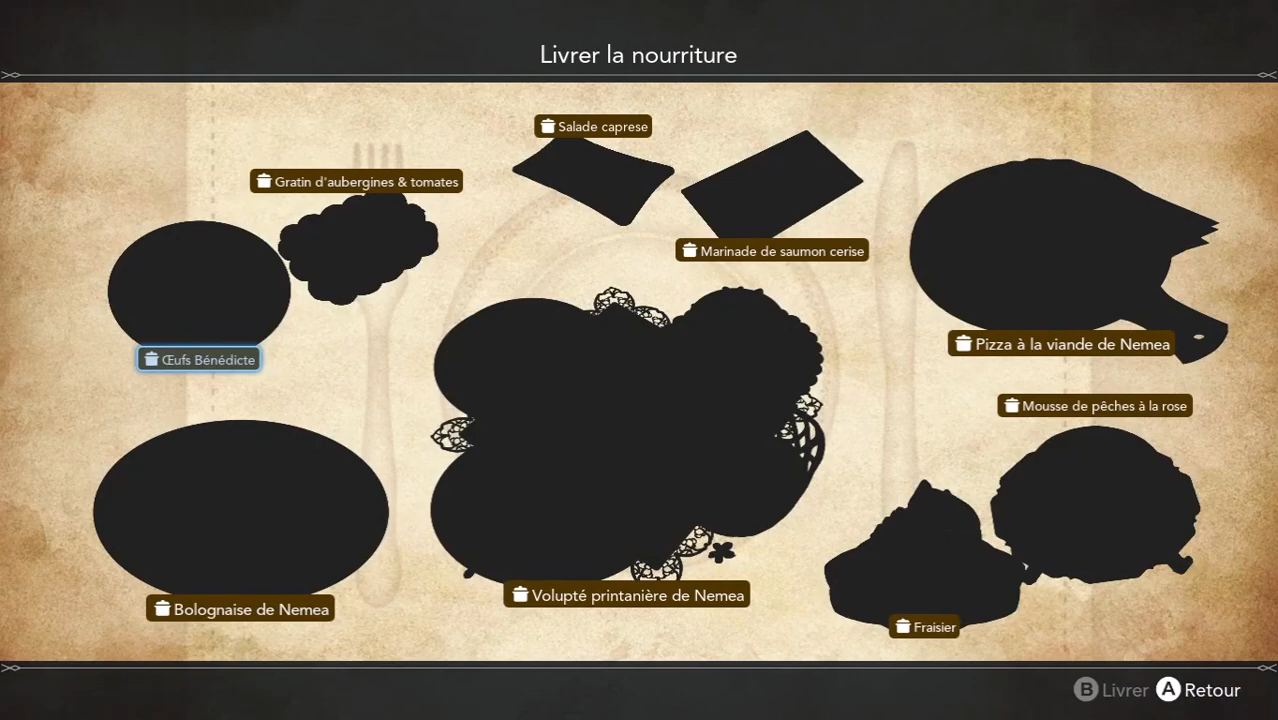 Livrer la nourriture
Salade caprese
Gratin d'aubergines & tomates
Marinade de saumon cerise
Pizza à la viande de Nemea
Œufs Bénédicte
Mousse de pêches à la rose
Volupté printanière de Nemea
Bolognaise de Nemea
Fraisier
B Livrer A Retour